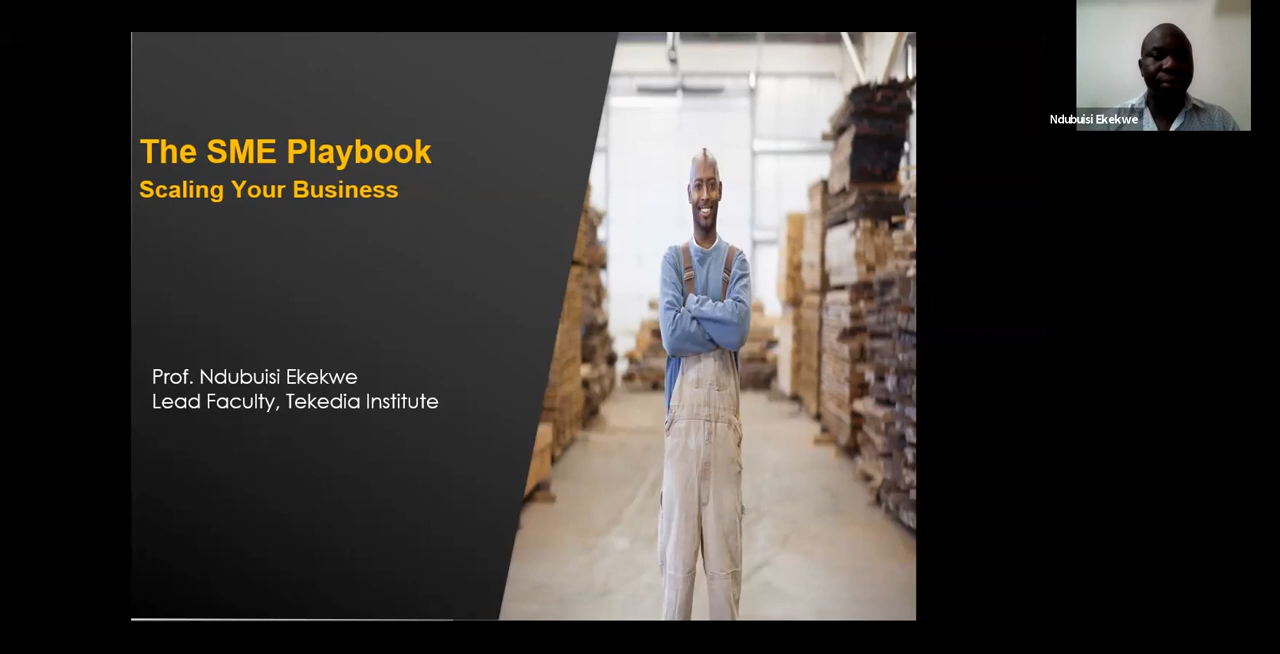 The SME Playbook
Scaling Your Business
Prof. Ndubuisi Ekekwe
Lead Faculty, Tekedia Institute
Ndubuisi Ekekwe